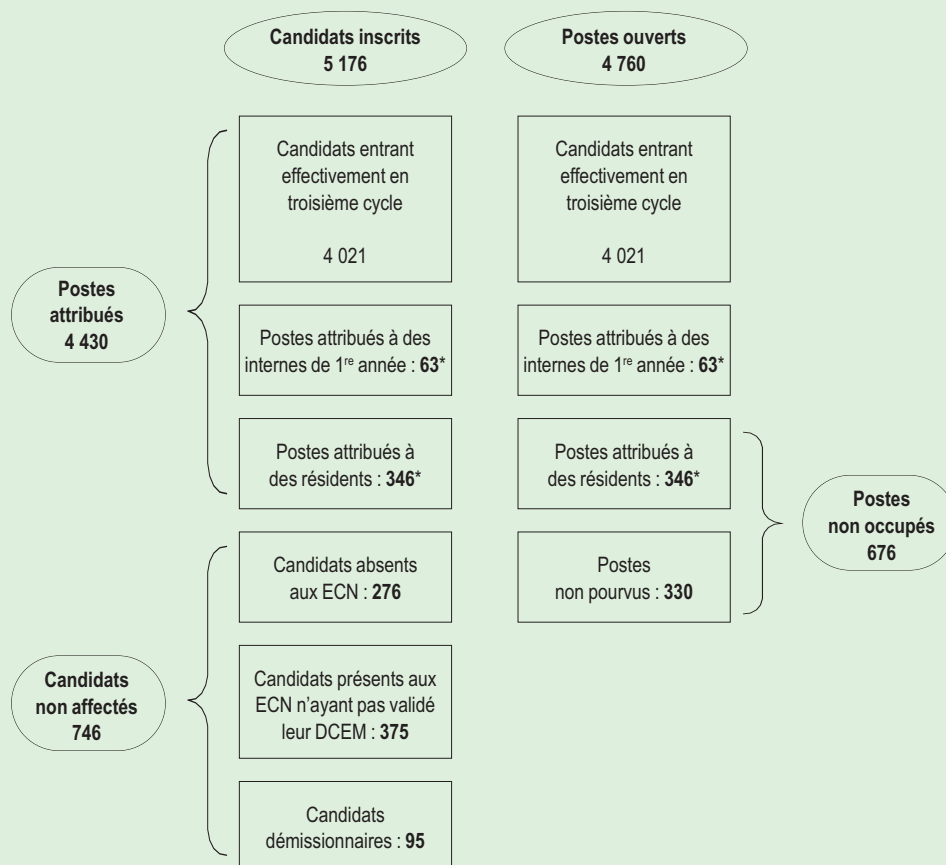 Candidats inscrits
5 176
Postes ouverts
4 760
Postes
attribués
4 430
Candidats entrant
effectivement en
troisième cycle
4 021
Candidats entrant
effectivement en
troisième cycle
4 021
Postes attribués à des
internes de 1re année : 63*
Postes attribués à des
internes de 1re année : 63*
Postes attribués à
des résidents : 346*
Postes attribués à
des résidents : 346*
Postes
non occupés
676
Candidats absents
aux ECN : 276
Postes
non pourvus : 330
Candidats
non affectés
746
Candidats présents aux
ECN n'ayant pas validé
leur DCEM : 375
Candidats
démissionnaires : 95